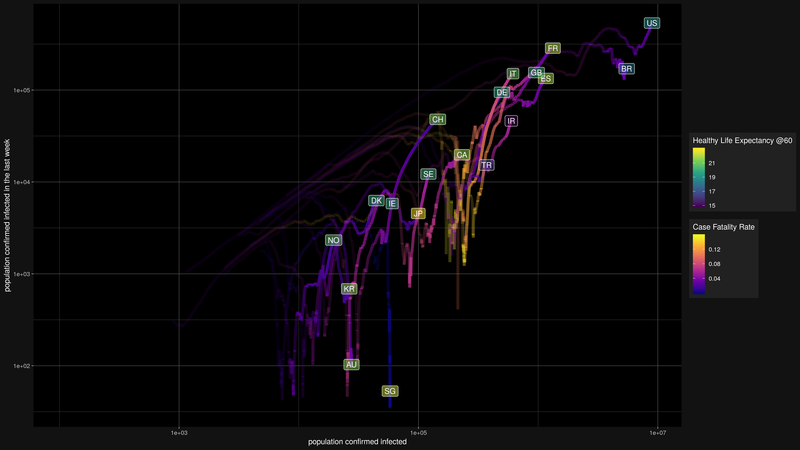 US
FR
BR
IT
GB
ES
DE
IR
CH
CA
TR
SE
DK
IE
JP
NO
KR
AU
SG
1e+05
1e+04
1e+03
1e+02
1e+03
1e+05
1e+07
population confirmed infected in the last week
population confirmed infected
Healthy Life Expectancy @60
21
19
17
15
Case Fatality Rate
0.12
0.08
0.04